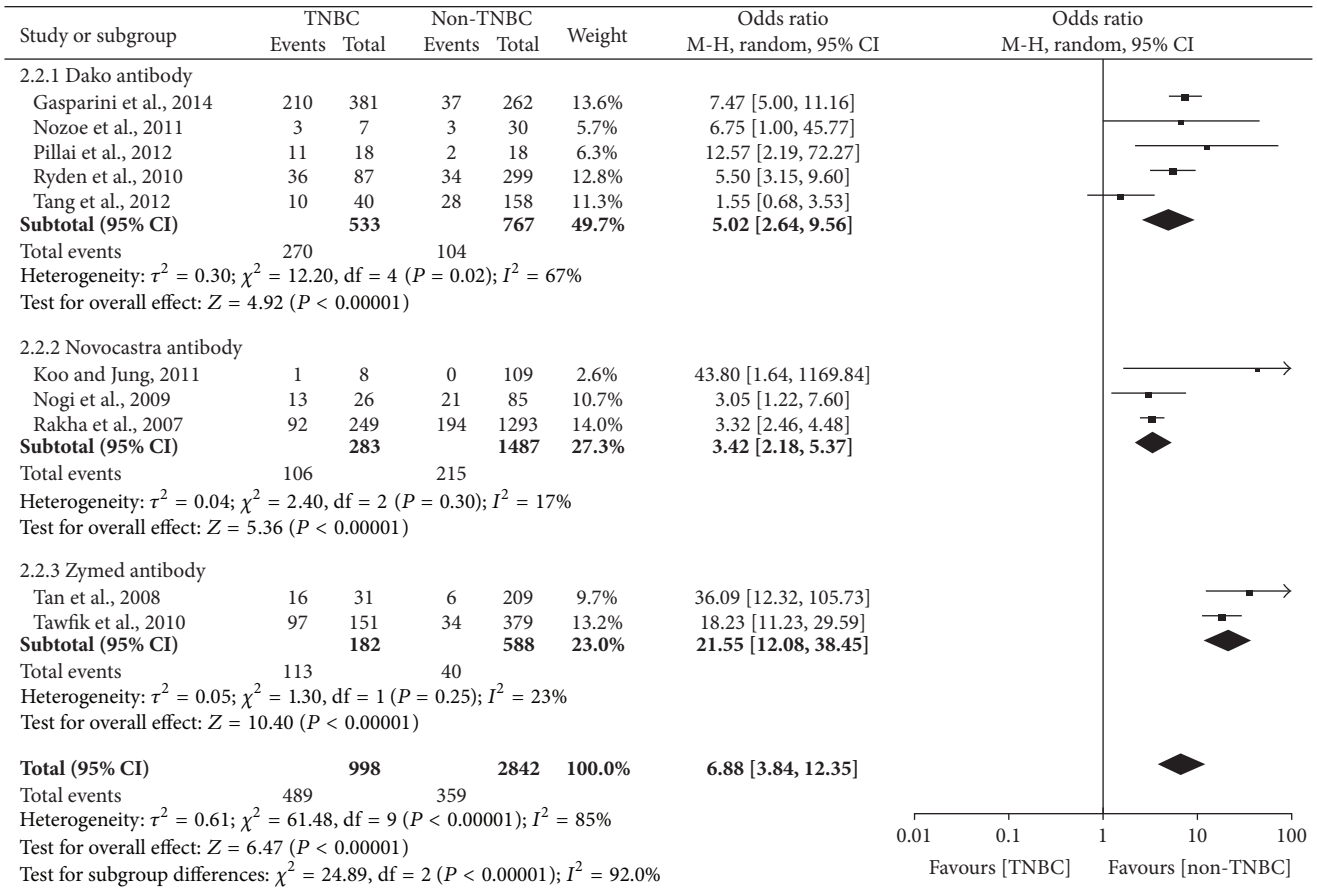 Study or subgroup TNBC Non-TNBC Weight Odds ratio Odds ratio
Events Total Events Total M-H, random, 95% CI M-H, random, 95% CI
2.2.1 Dako antibody
Gasparini et al., 2014 210 381 37 262 13.6% 7.47 [5.00, 11.16]
Nozoe et al., 2011 3 7 3 30 5.7% 6.75 [1.00, 45.77]
Pillai et al., 2012 11 18 2 18 6.3% 12.57 [2.19, 72.27]
Ryden et al., 2010 36 87 34 299 12.8% 5.50 [3.15, 9.60]
Tang et al., 2012 10 40 28 158 11.3% 1.55 [0.68, 3.53]
Subtotal (95% CI) 533 767 49.7% 5.02 [2.64, 9.56]
Total events 270 104
Heterogeneity: τ² = 0.30; χ² = 12.20, df = 4 (P = 0.02); I² = 67%
Test for overall effect: Z = 4.92 (P < 0.00001)
2.2.2 Novocastra antibody
Koo and Jung, 2011 1 8 0 109 2.6% 43.80 [1.64, 1169.84]
Nogi et al., 2009 13 26 21 85 10.7% 3.05 [1.22, 7.60]
Rakha et al., 2007 92 249 194 1293 14.0% 3.32 [2.46, 4.48]
Subtotal (95% CI) 283 1487 27.3% 3.42 [2.18, 5.37]
Total events 106 215
Heterogeneity: τ² = 0.04; χ² = 2.40, df = 2 (P = 0.30); I² = 17%
Test for overall effect: Z = 5.36 (P < 0.00001)
2.2.3 Zymed antibody
Tan et al., 2008 16 31 6 209 9.7% 36.09 [12.32, 105.73]
Tawfik et al., 2010 97 151 34 379 13.2% 18.23 [11.23, 29.59]
Subtotal (95% CI) 182 588 23.0% 21.55 [12.08, 38.45]
Total events 113 40
Heterogeneity: τ² = 0.05; χ² = 1.30, df = 1 (P = 0.25); I² = 23%
Test for overall effect: Z = 10.40 (P < 0.00001)
Total (95% CI) 998 2842 100.0% 6.88 [3.84, 12.35]
Total events 489 359
Heterogeneity: τ² = 0.61; χ² = 61.48, df = 9 (P < 0.00001); I² = 85%
Test for overall effect: Z = 6.47 (P < 0.00001)
Test for subgroup differences: χ² = 24.89, df = 2 (P < 0.00001); I² = 92.0%
0.01 0.1 1 10 100
Favours [TNBC] Favours [non-TNBC]